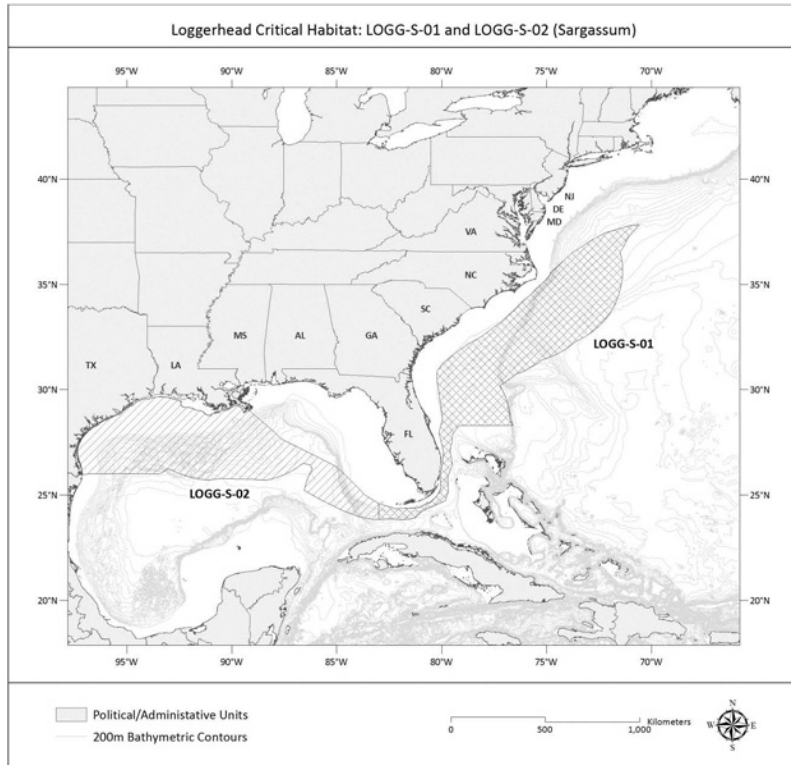 Loggerhead Critical Habitat: LOGG-S-01 and LOGG-S-02 (Sargassum)
95°W 90°W 85°W 80°W 75°W 70°W
40°N 40°N
NJ
DE
MD
VA
35°N NC 35°N
SC
MS AL GA
LOGG-S-01
TX LA
30°N 30°N
FL
LOGG-S-02
25°N 25°N
20°N 20°N
95°W 90°W 85°W 80°W 75°W 70°W
Political/Administative Units
200m Bathymetric Contours
0 500 1,000 Kilometers
N
W E
S